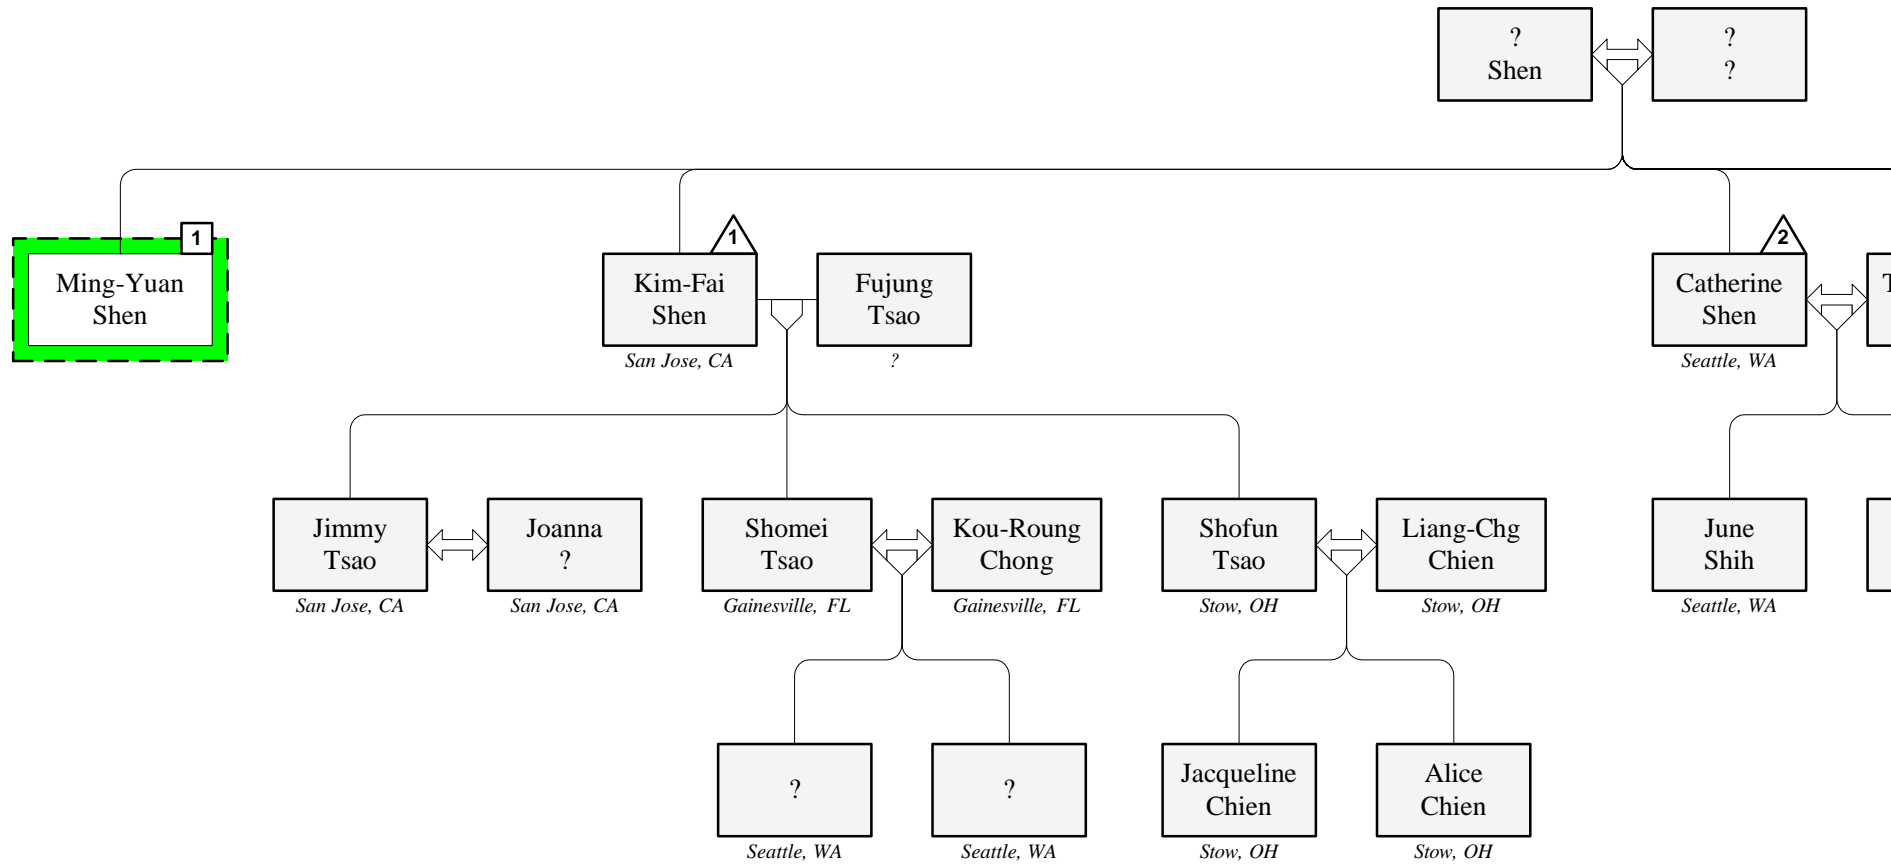 ?
Shen
?
?
1
Ming-Yuan
Shen
1
Kim-Fai
Shen
San Jose, CA
Fujung
Tsao
?
2
Catherine
Shen
Seattle, WA
T
Jimmy
Tsao
San Jose, CA
Joanna
?
San Jose, CA
Shomei
Tsao
Gainesville, FL
Kou-Roung
Chong
Gainesville, FL
Shofun
Tsao
Stow, OH
Liang-Chg
Chien
Stow, OH
June
Shih
Seattle, WA
?
Seattle, WA
?
Seattle, WA
Jacqueline
Chien
Stow, OH
Alice
Chien
Stow, OH